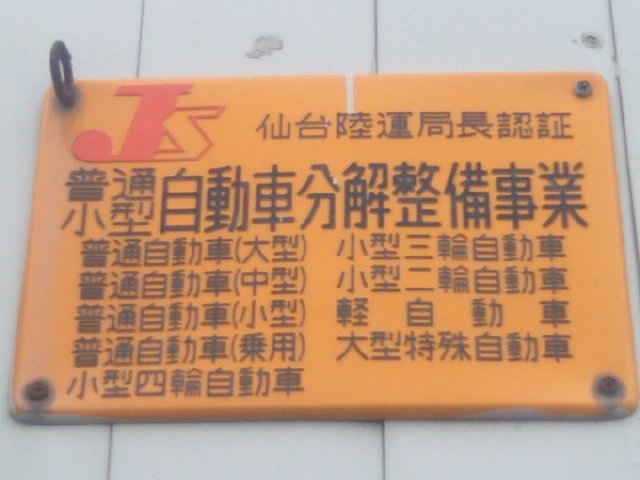 JS 仙台陸運局長認証
普通
小型 自動車分解整備事業
普通自動車(大型) 小型三輪自動車
普通自動車(中型) 小型二輪自動車
普通自動車(小型) 軽自動車
普通自動車(乗用) 大型特殊自動車
小型四輪自動車